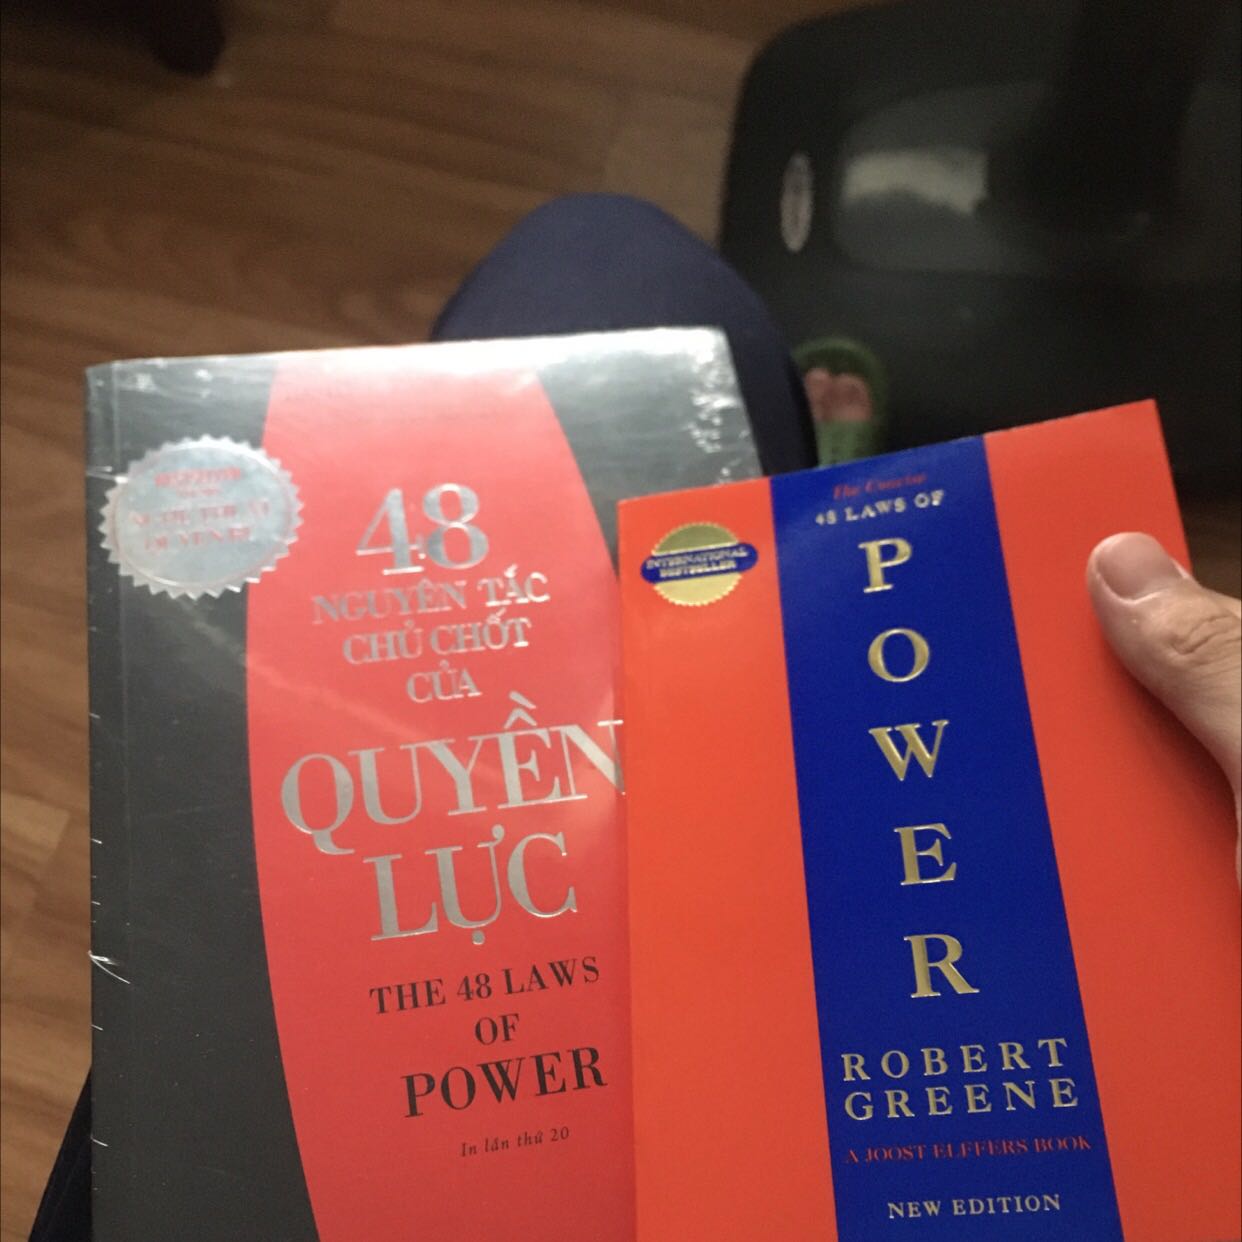 48
NGUYÊN TẮC
CHỦ CHỐT
CỦA
QUYỀN
LỰC
THE 48 LAWS
OF
POWER
In lần thứ 20
The Concise
48 LAWS OF
POWER
INTERNATIONAL
BESTSELLER
ROBERT
GREENE
A JOOST ELFFERS BOOK
NEW EDITION